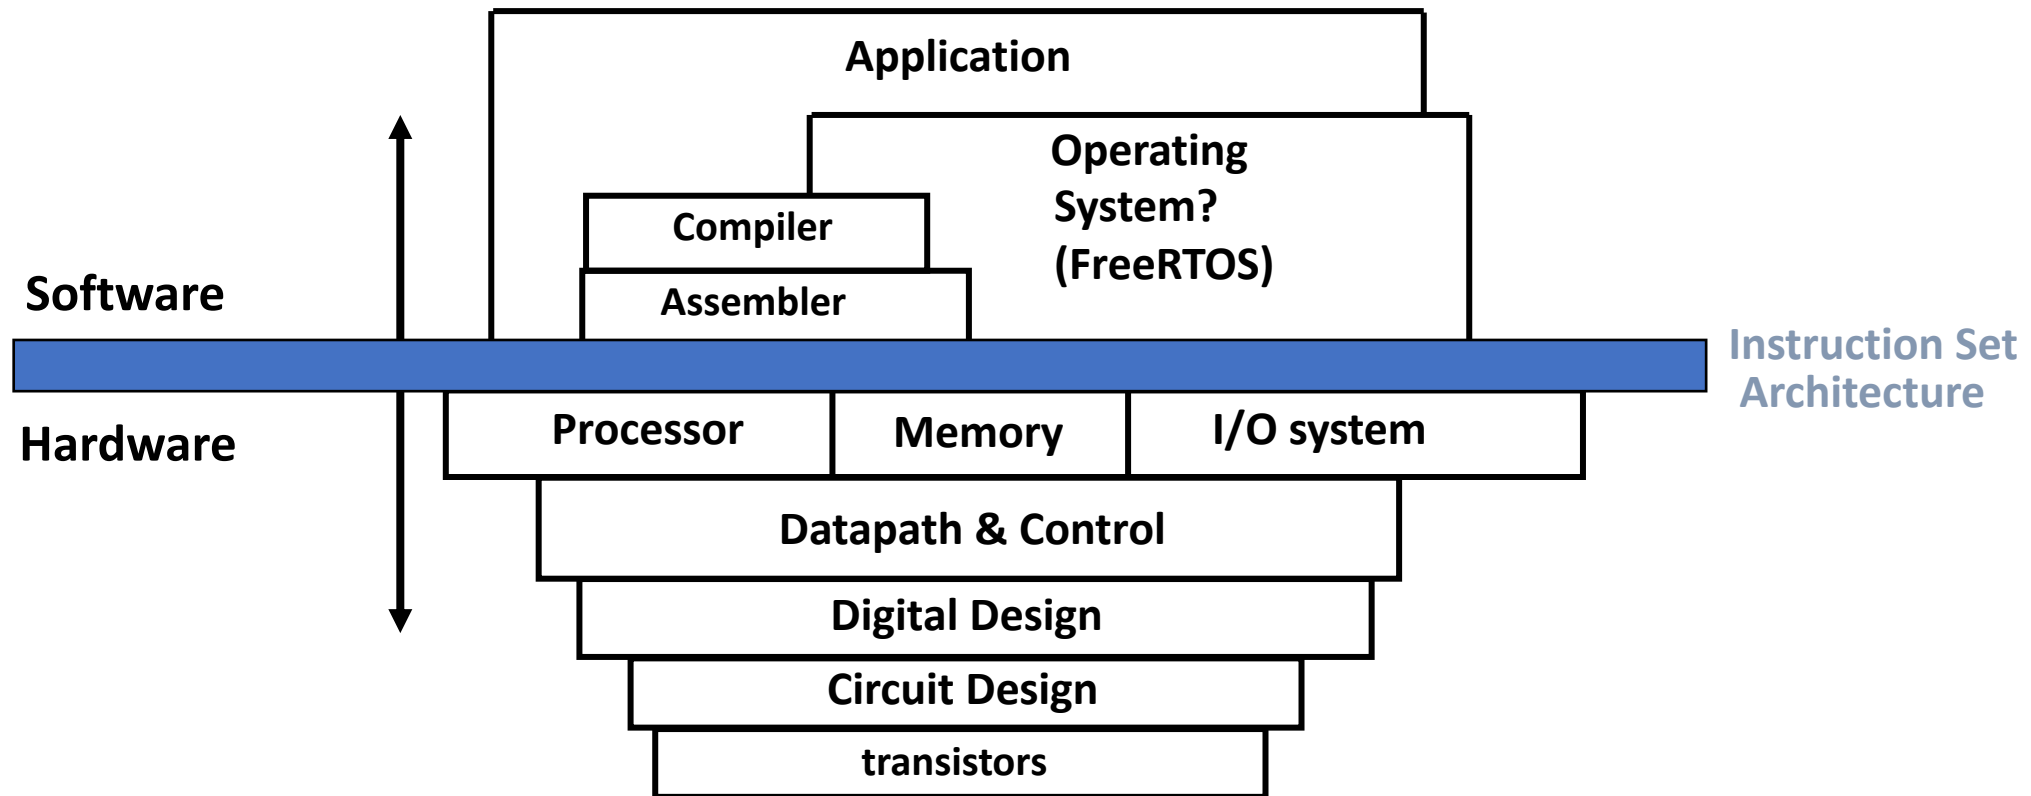 Application
Operating
System?
(FreeRTOS)
Compiler
Assembler
Software
Instruction Set
Architecture
Hardware
Processor
Memory
I/O system
Datapath & Control
Digital Design
Circuit Design
transistors